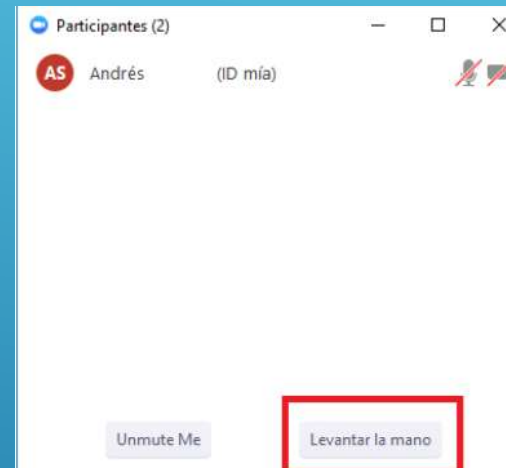 Participantes (2)
AS Andrés (ID mía)
Unmute Me Levantar la mano